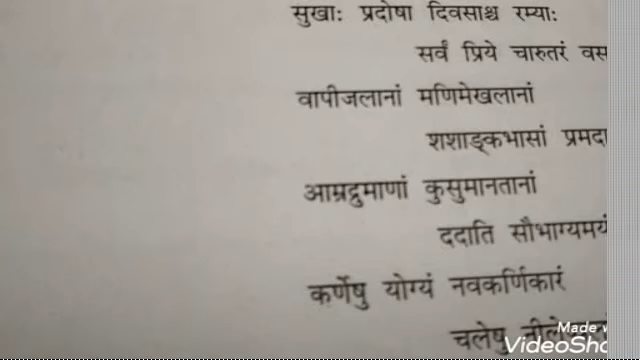 सुखाः प्रदोषा दिवसाश्च रम्याः
सर्वं प्रिये चारुतरं वस
वापीजलानां मणिमेखलानां
शशाङ्कभासां प्रमदा
आम्रद्रुमाणां कुसुमानतानां
ददाति सौभाग्यमयं
कर्णेषु योग्यं नवकर्णिकारं
चलेषु
Made
VideoSho